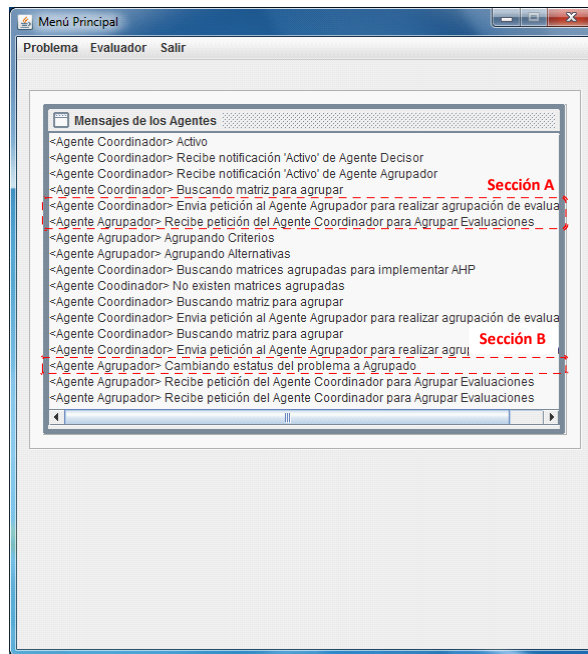 Menú Principal
Problema Evaluador Salir
Mensajes de los Agentes
<Agente Coordinador> Activo
<Agente Coordinador> Recibe notificación 'Activo' de Agente Decisor
<Agente Coordinador> Recibe notificación 'Activo' de Agente Agrupador
<Agente Coordinador> Buscando matriz para agrupar
Sección A
<Agente Coordinador> Envia petición al Agente Agrupador para realizar agrupación de evalua
<Agente Agrupador> Recibe petición del Agente Coordinador para Agrupar Evaluaciones
<Agente Agrupador> Agrupando Criterios
<Agente Agrupador> Agrupando Alternativas
<Agente Coordinador> Buscando matrices agrupadas para implementar AHP
<Agente Coodinador> No existen matrices agrupadas
<Agente Coordinador> Buscando matriz para agrupar
<Agente Coordinador> Envia petición al Agente Agrupador para realizar agrupación de evalua
<Agente Coordinador> Buscando matriz para agrupar
Sección B
<Agente Coordinador> Envia petición al Agente Agrupador para realizar
<Agente Agrupador> Cambiando estatus del problema a Agrupado
<Agente Agrupador> Recibe petición del Agente Coordinador para Agrupar Evaluaciones
<Agente Agrupador> Recibe petición del Agente Coordinador para Agrupar Evaluaciones